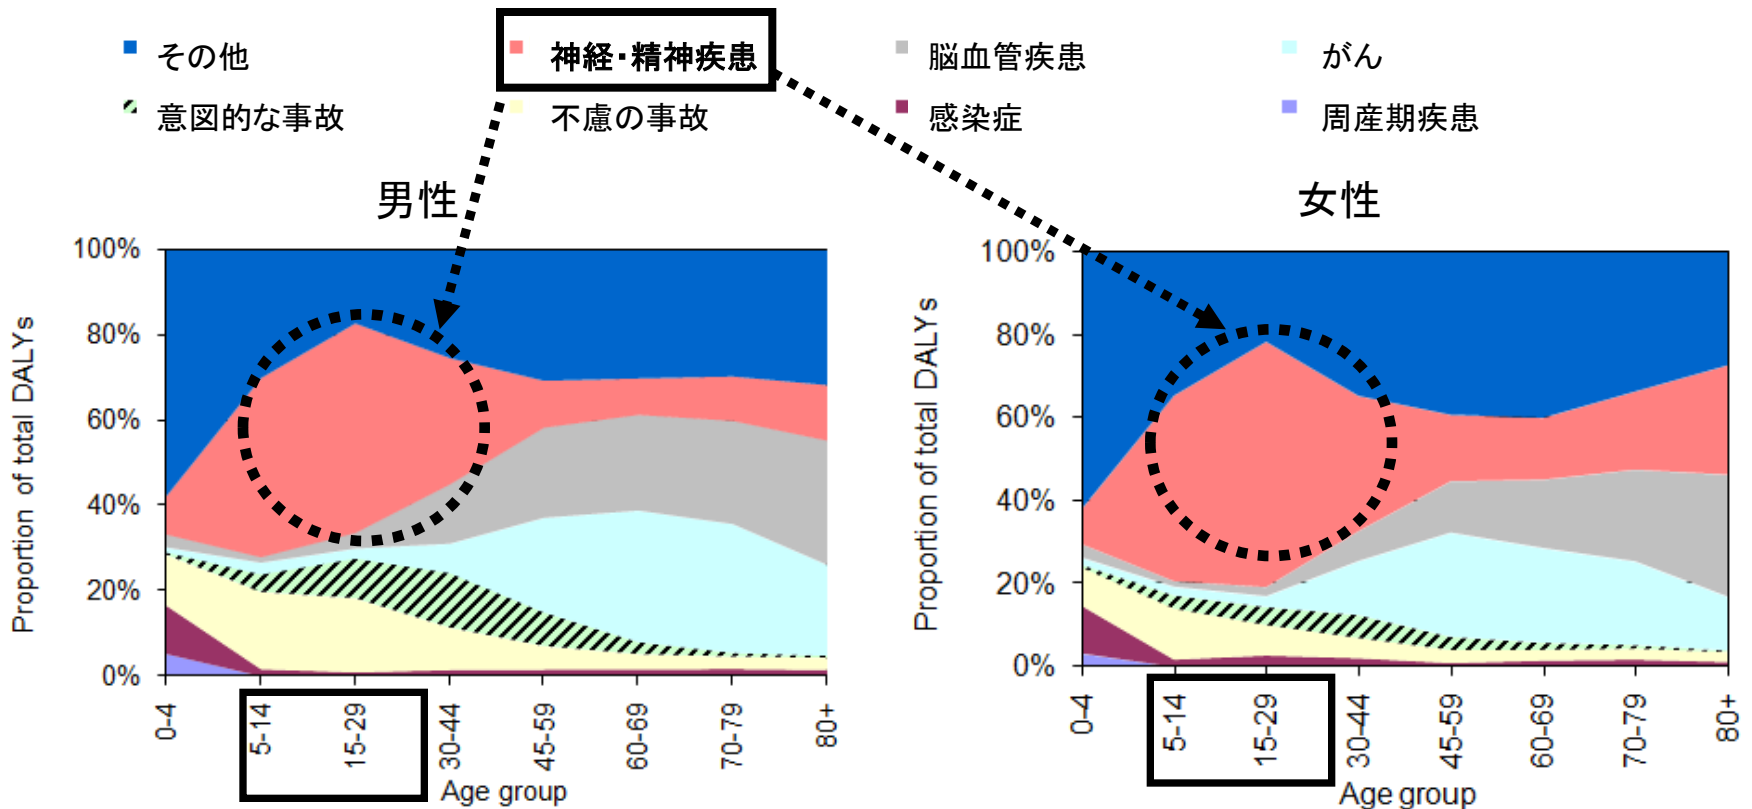 その他 神経・精神疾患 脳血管疾患 がん
意図的な事故 不慮の事故 感染症 周産期疾患
男性
100%
80%
60%
40%
20%
0%
Proportion of total DALYs
0-4 5-14 15-29 30-44 45-59 60-69 70-79 80+
Age group
女性
100%
80%
60%
40%
20%
0%
Proportion of total DALYs
0-4 5-14 15-29 30-44 45-59 60-69 70-79 80+
Age group